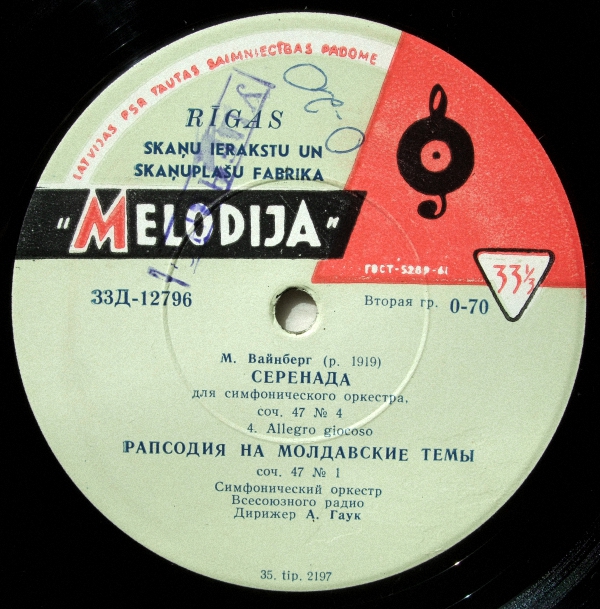 LATVIJAS PSR TAUTAS SAIMNIECĪBAS PADOME
RĪGAS
SKAŅU IERAKSTU UN
SKAŅUPLAŠU FABRIKA
"MELODIJA"
ГОСТ-5289-61
33⅓
33Д-12796
Вторая гр. 0-70
М. Вайнберг (р. 1919)
СЕРЕНАДА
для симфонического оркестра,
соч. 47 № 4
4. Allegro giocoso
РАПСОДИЯ НА МОЛДАВСКИЕ ТЕМЫ
соч. 47 № 1
Симфонический оркестр
Всесоюзного радио
Дирижер А. Гаук
35. tip. 2197